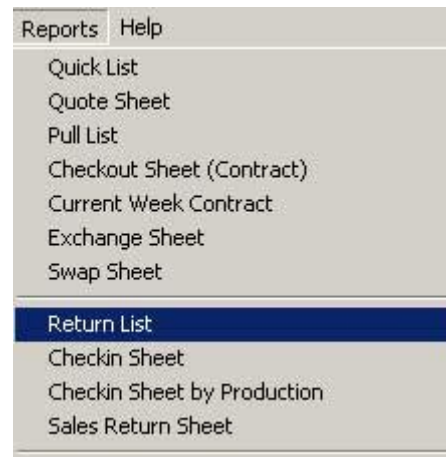 Reports Help
Quick List
Quote Sheet
Pull List
Checkout Sheet (Contract)
Current Week Contract
Exchange Sheet
Swap Sheet
Return List
Checkin Sheet
Checkin Sheet by Production
Sales Return Sheet